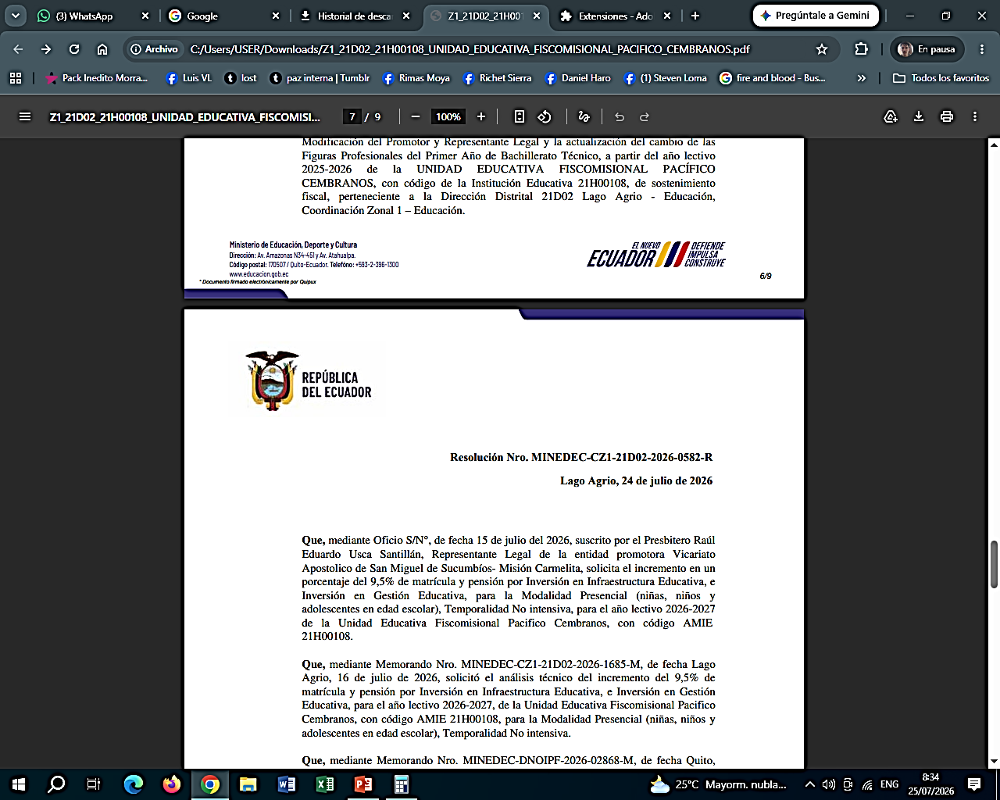 (3) WhatsApp
Google
Historial de desca
Z1_21D02_21H001
Extensiones - Ado
Pregúntale a Gemini
Archivo
C:/Users/USER/Downloads/Z1_21D02_21H00108_UNIDAD_EDUCATIVA_FISCOMISIONAL_PACIFICO_CEMBRANOS.pdf
En pausa
Pack Inedito Morra...
Luis VL
lost
paz interna | Tumblr
Rimas Moya
Richet Sierra
Daniel Haro
(1) Steven Loma
fire and blood - Bus...
Todos los favoritos
Z1_21D02_21H00108_UNIDAD_EDUCATIVA_FISCOMISI...
7 / 9
100%
Modificación del Promotor y Representante Legal y la actualización del cambio de las
Figuras Profesionales del Primer Año de Bachillerato Técnico, a partir del año lectivo
2025-2026 de la UNIDAD EDUCATIVA FISCOMISIONAL PACÍFICO
CEMBRANOS, con código de la Institución Educativa 21H00108, de sostenimiento
fiscal, perteneciente a la Dirección Distrital 21D02 Lago Agrio - Educación,
Coordinación Zonal 1 – Educación.
Ministerio de Educación, Deporte y Cultura
Dirección: Av. Amazonas N34-451 y Av. Atahualpa.
Código postal: 170507 / Quito-Ecuador. Telefóno: +593-2-396-1300
www.educacion.gob.ec
* Documento firmado electrónicamente por Quipux
EL NUEVO
ECUADOR
DEFIENDE
IMPULSA
CONSTRUYE
6/9
REPÚBLICA
DEL ECUADOR
Resolución Nro. MINEDEC-CZ1-21D02-2026-0582-R
Lago Agrio, 24 de julio de 2026
Que, mediante Oficio S/N°, de fecha 15 de julio del 2026, suscrito por el Presbitero Raúl
Eduardo Usca Santillán, Representante Legal de la entidad promotora Vicariato
Apostolico de San Miguel de Sucumbíos- Misión Carmelita, solicita el incremento en un
porcentaje del 9,5% de matrícula y pensión por Inversión en Infraestructura Educativa, e
Inversión en Gestión Educativa, para la Modalidad Presencial (niñas, niños y
adolescentes en edad escolar), Temporalidad No intensiva, para el año lectivo 2026-2027
de la Unidad Educativa Fiscomisional Pacifico Cembranos, con código AMIE
21H00108.
Que, mediante Memorando Nro. MINEDEC-CZ1-21D02-2026-1685-M, de fecha Lago
Agrio, 16 de julio de 2026, solicitó el análisis técnico del incremento del 9,5% de
matrícula y pensión por Inversión en Infraestructura Educativa, e Inversión en Gestión
Educativa, para el año lectivo 2026-2027, de la Unidad Educativa Fiscomisional Pacifico
Cembranos, con código AMIE 21H00108, para la Modalidad Presencial (niñas, niños y
adolescentes en edad escolar), Temporalidad No intensiva.
Que, mediante Memorando Nro. MINEDEC-DNOIPF-2026-02868-M, de fecha Quito,
25°C Mayorm. nubla...
ENG
8:34
25/07/2026